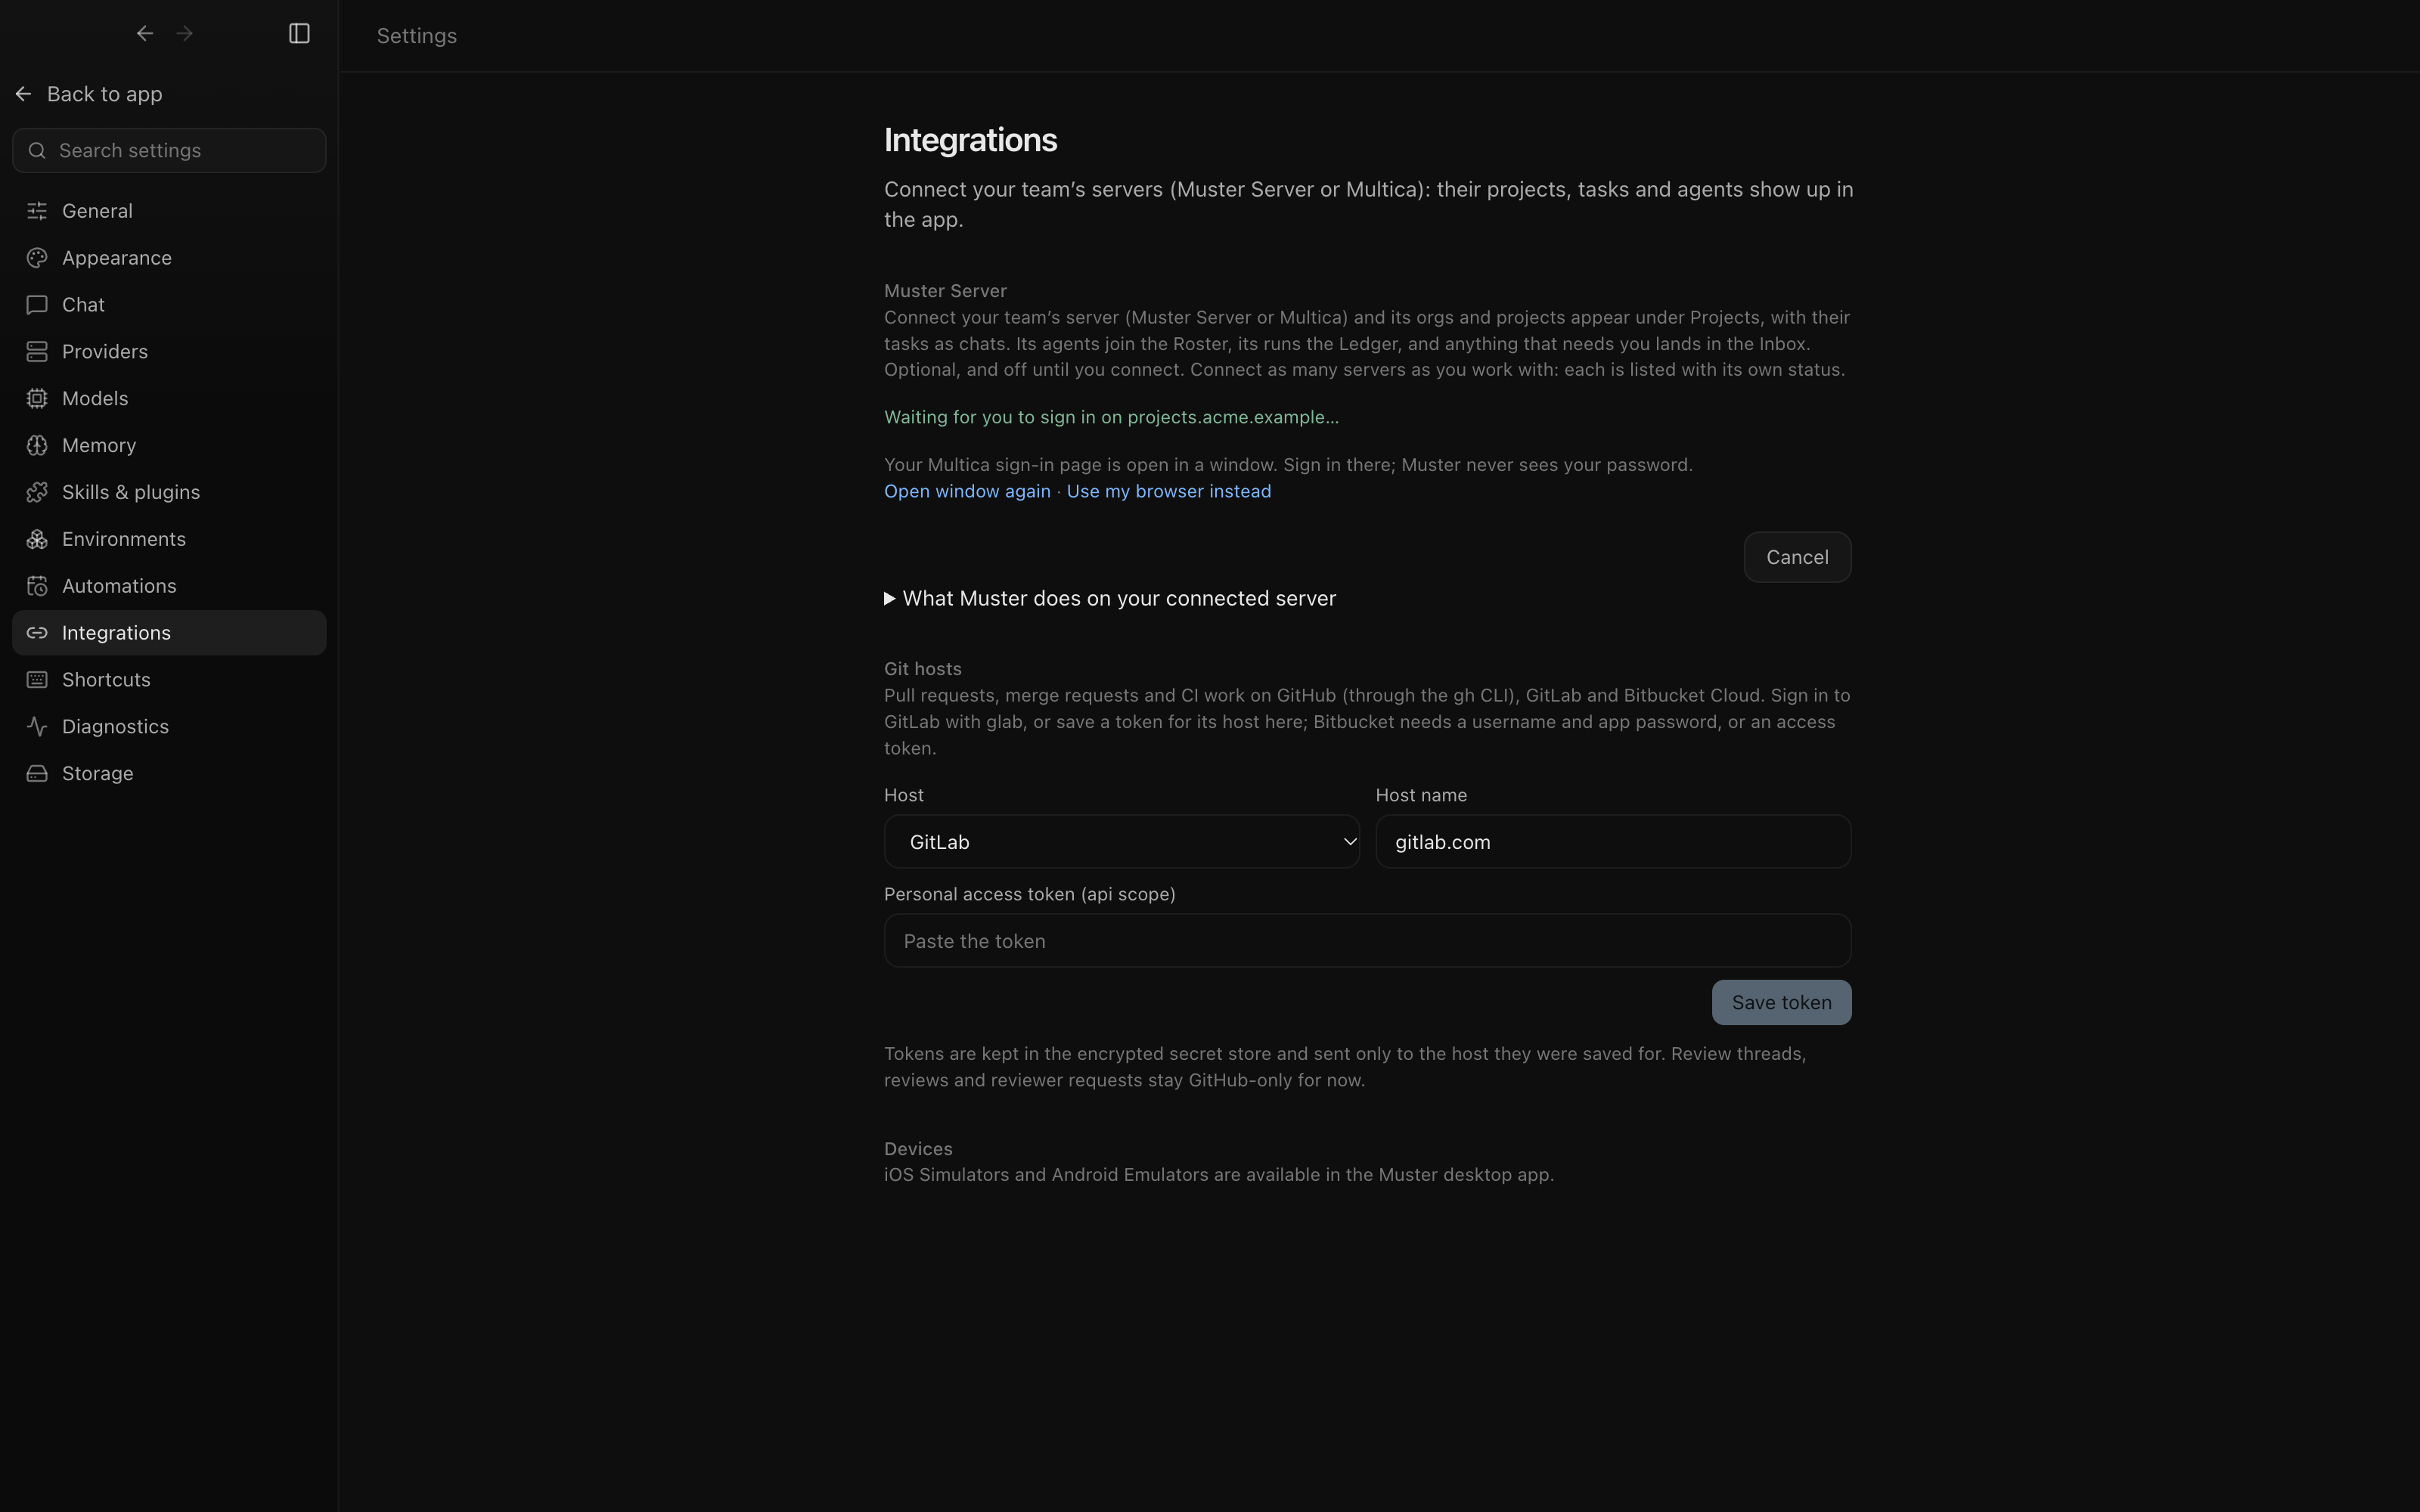 Settings
Back to app
Search settings
General
Appearance
Chat
Providers
Models
Memory
Skills & plugins
Environments
Automations
Integrations
Shortcuts
Diagnostics
Storage
Integrations
Connect your team’s servers (Muster Server or Multica): their projects, tasks and agents show up in
the app.
Muster Server
Connect your team’s server (Muster Server or Multica) and its orgs and projects appear under Projects, with their
tasks as chats. Its agents join the Roster, its runs the Ledger, and anything that needs you lands in the Inbox.
Optional, and off until you connect. Connect as many servers as you work with: each is listed with its own status.
Waiting for you to sign in on projects.acme.example…
Your Multica sign-in page is open in a window. Sign in there; Muster never sees your password.
Open window again · Use my browser instead
Cancel
What Muster does on your connected server
Git hosts
Pull requests, merge requests and CI work on GitHub (through the gh CLI), GitLab and Bitbucket Cloud. Sign in to
GitLab with glab, or save a token for its host here; Bitbucket needs a username and app password, or an access
token.
Host
Host name
GitLab
gitlab.com
Personal access token (api scope)
Paste the token
Save token
Tokens are kept in the encrypted secret store and sent only to the host they were saved for. Review threads,
reviews and reviewer requests stay GitHub-only for now.
Devices
iOS Simulators and Android Emulators are available in the Muster desktop app.